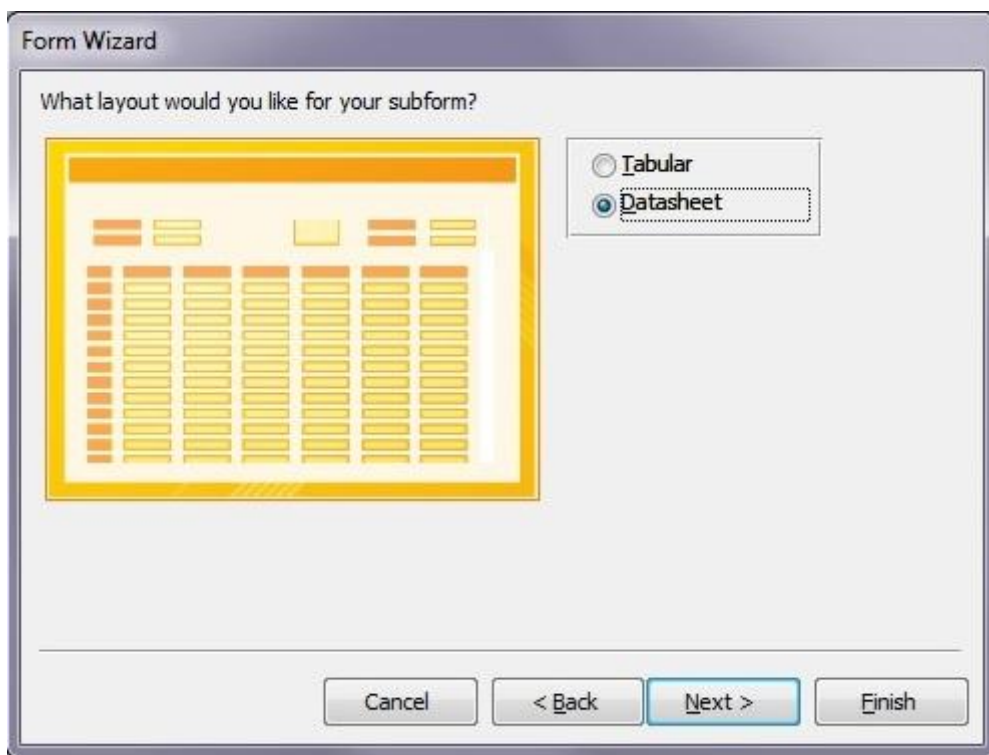 Form Wizard
What layout would you like for your subform?
Tabular
Datasheet
Cancel
< Back
Next >
Finish